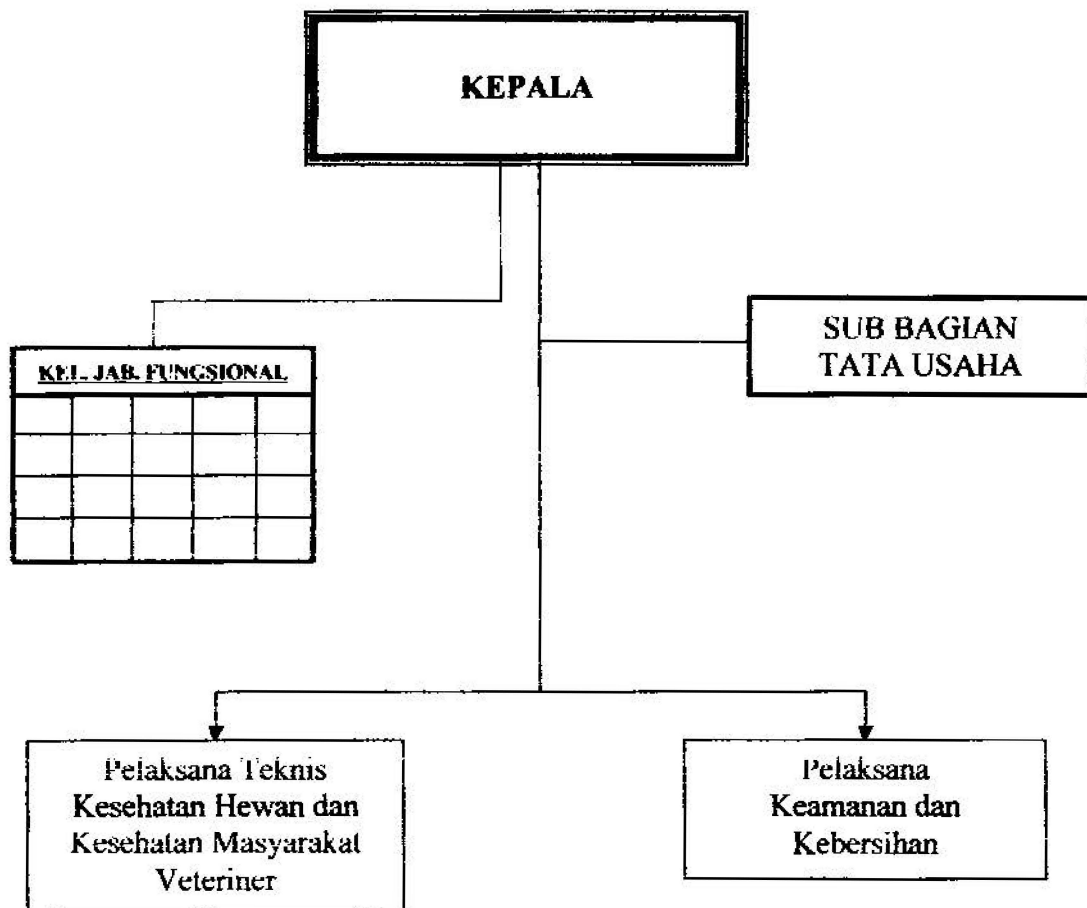 KEPALA
SUB BAGIAN
TATA USAHA
KEL. JAB. FUNGSIONAL
Pelaksana Teknis
Kesehatan Hewan dan
Kesehatan Masyarakat
Veteriner
Pelaksana
Keamanan dan
Kebersihan